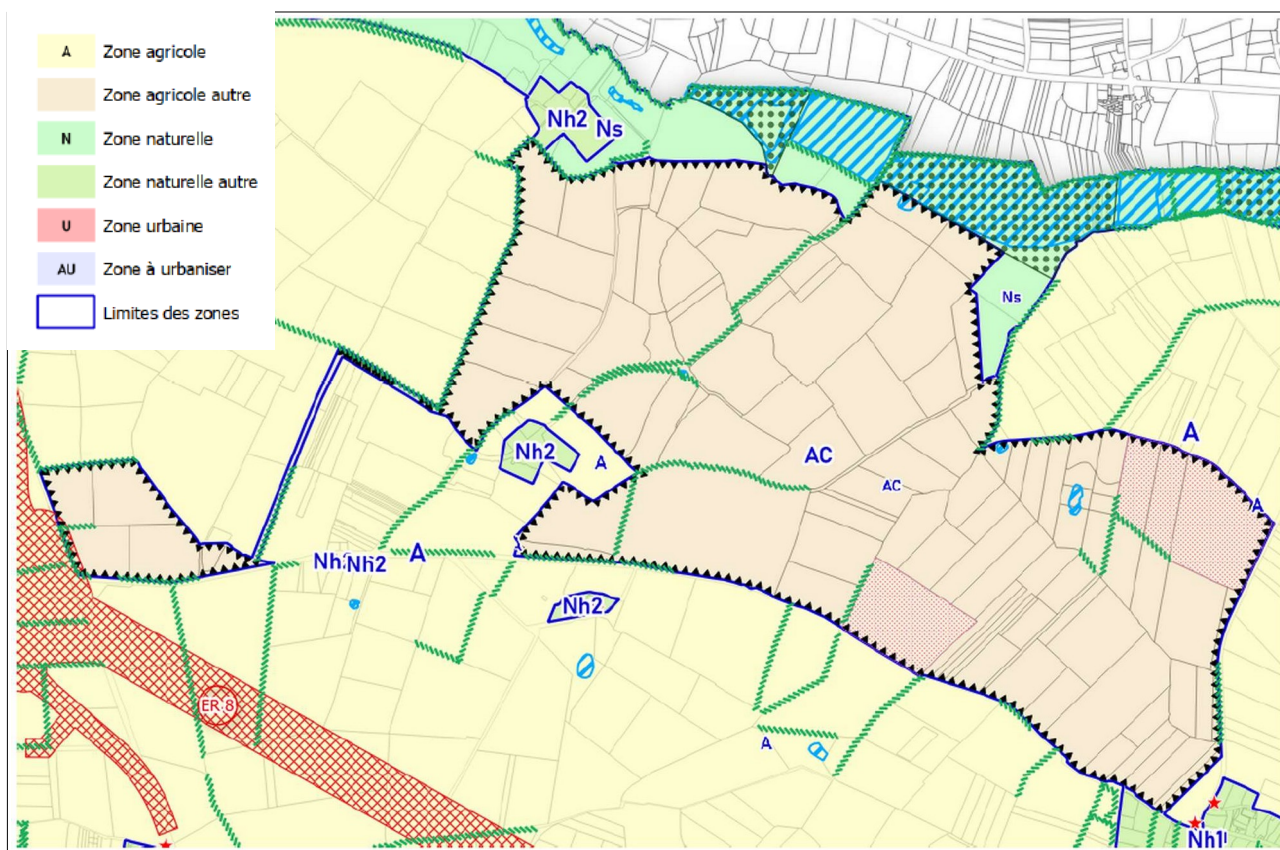 A Zone agricole
Zone agricole autre
N Zone naturelle
Zone naturelle autre
U Zone urbaine
AU Zone à urbaniser
Limites des zones
Nh2
Ns
Ns
A
Nh2
A
AC
AC
A
Nh2
A
Nh2
ER 8
A
Nh1